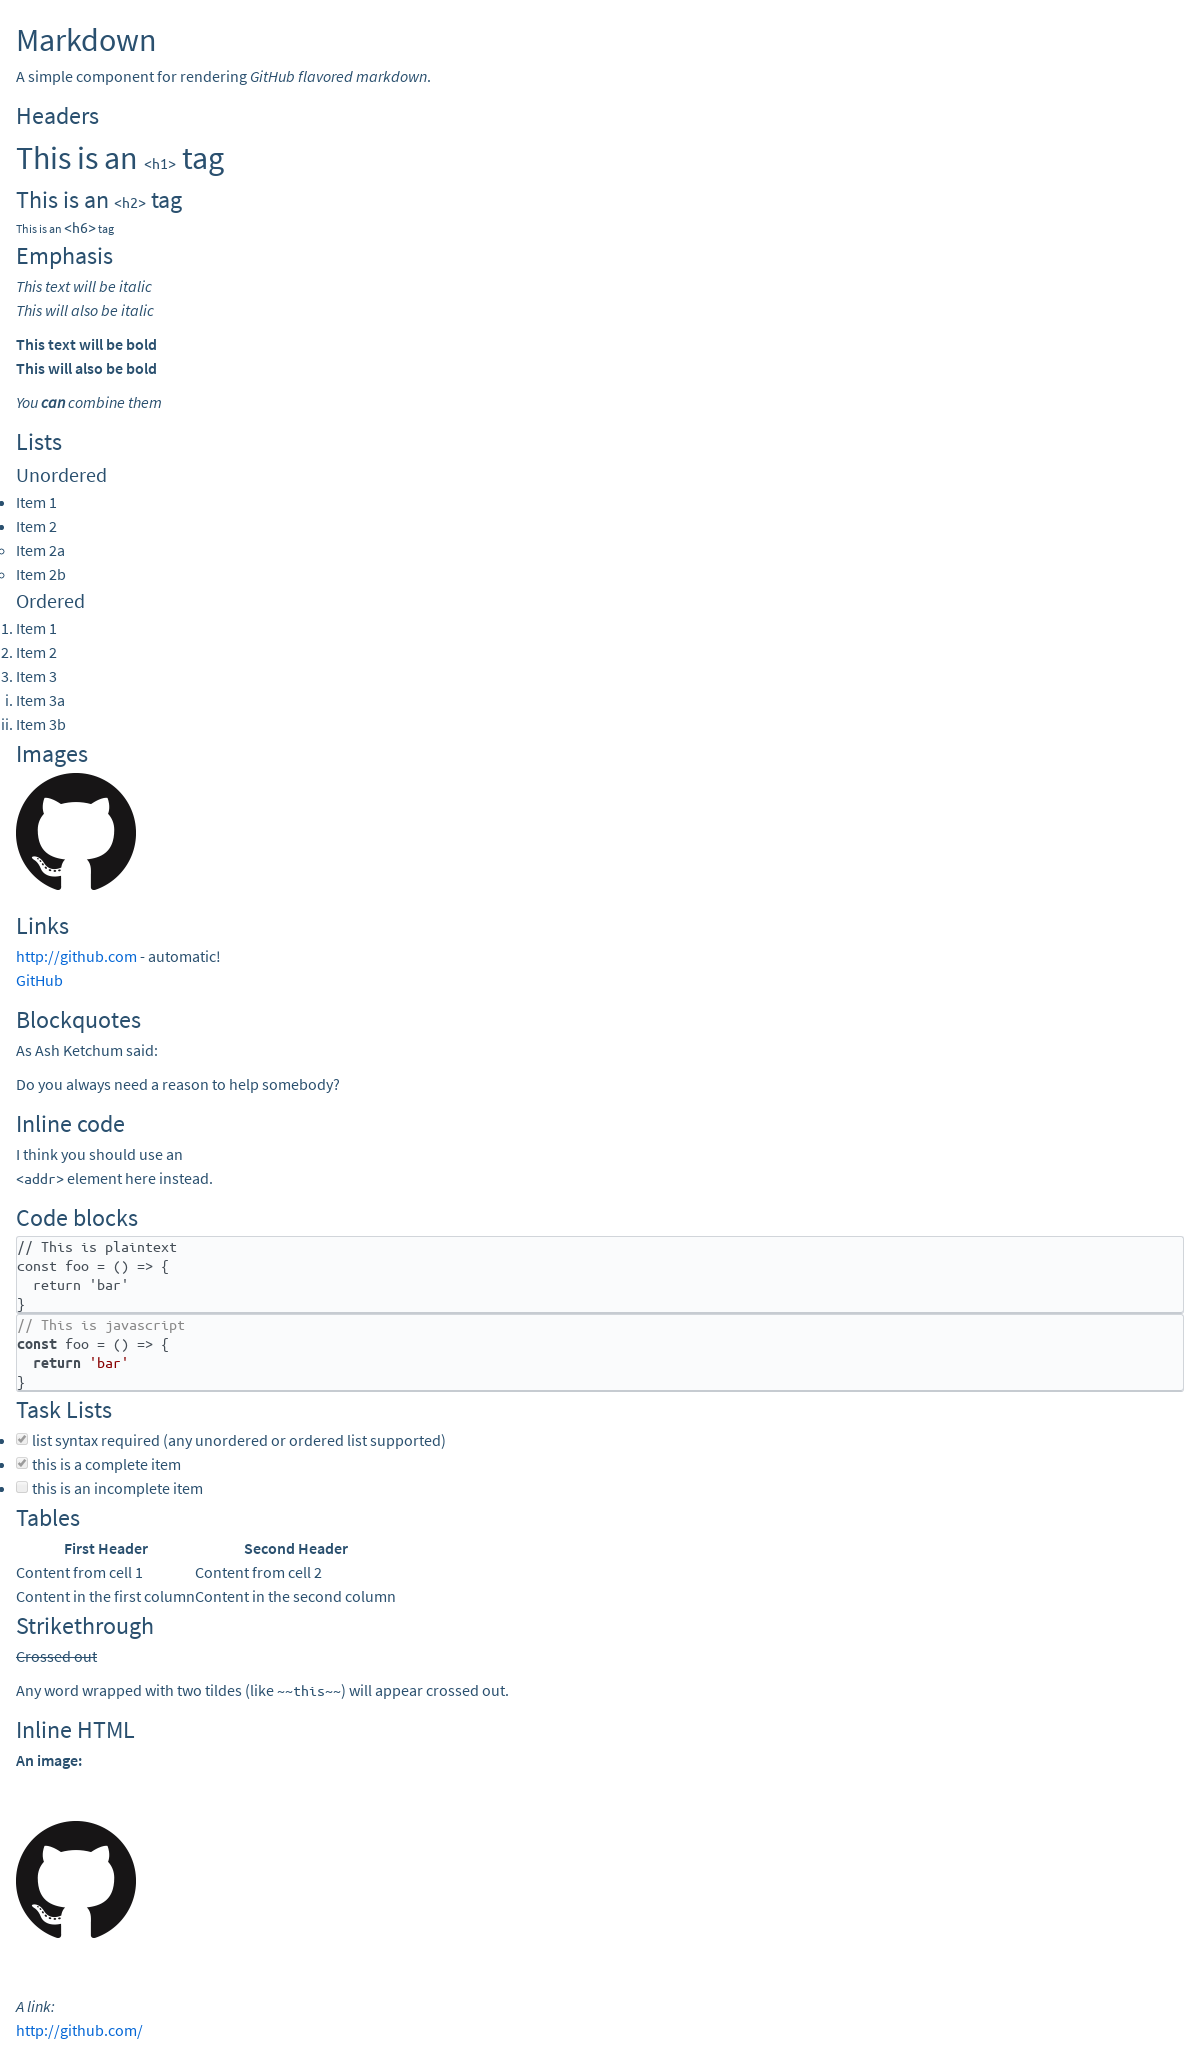 Markdown
A simple component for rendering GitHub flavored markdown.
Headers
This is an <h1> tag
This is an <h2> tag
This is an <h6> tag
Emphasis
This text will be italic
This will also be italic
This text will be bold
This will also be bold
You can combine them
Lists
Unordered
• Item 1
• Item 2
◦ Item 2a
◦ Item 2b
Ordered
1. Item 1
2. Item 2
3. Item 3
i. Item 3a
ii. Item 3b
Images
Links
http://github.com - automatic!
GitHub
Blockquotes
As Ash Ketchum said:
Do you always need a reason to help somebody?
Inline code
I think you should use an
<addr> element here instead.
Code blocks
// This is plaintext
const foo = () => {
  return 'bar'
}
// This is javascript
const foo = () => {
  return 'bar'
}
Task Lists
• list syntax required (any unordered or ordered list supported)
• this is a complete item
• this is an incomplete item
Tables
First Header Second Header
Content from cell 1 Content from cell 2
Content in the first column Content in the second column
Strikethrough
Crossed out
Any word wrapped with two tildes (like ~~this~~) will appear crossed out.
Inline HTML
An image:
A link:
http://github.com/